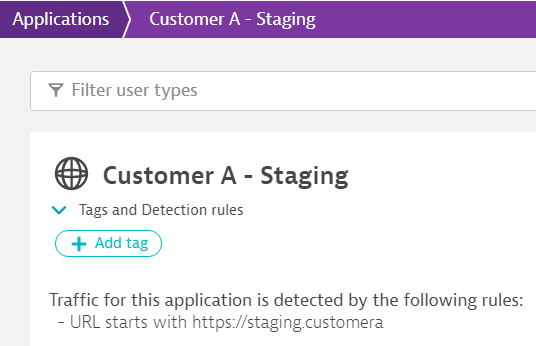 Applications
Customer A - Staging
Filter user types
Customer A - Staging
Tags and Detection rules
Add tag
Traffic for this application is detected by the following rules:
- URL starts with https://staging.customera